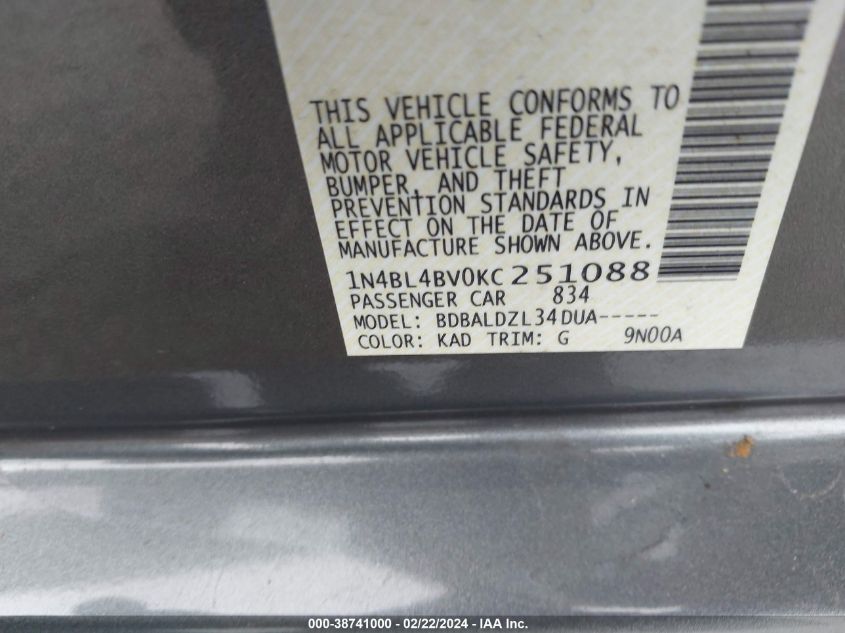 THIS VEHICLE CONFORMS TO
ALL APPLICABLE FEDERAL
MOTOR VEHICLE SAFETY,
BUMPER, AND THEFT
PREVENTION STANDARDS IN
EFFECT ON THE DATE OF
MANUFACTURE SHOWN ABOVE.
1N4BL4BV0KC251088
PASSENGER CAR 834
MODEL: BDBALDZL34DUA-----
COLOR: KAD TRIM: G 9N00A
000-38741000 - 02/22/2024 - IAA Inc.